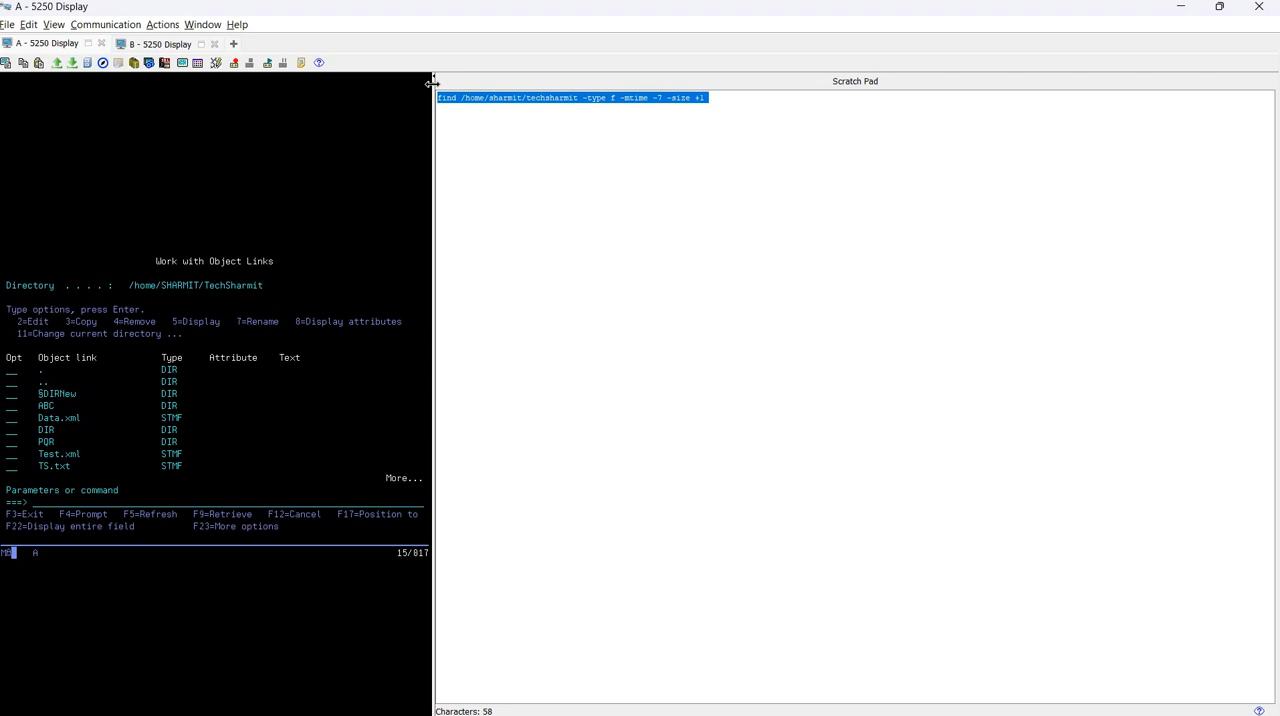 A - 5250 Display
File Edit View Communication Actions Window Help
A - 5250 Display B - 5250 Display
Scratch Pad
find /home/sharmit/techsharmit -type f -mtime -7 -size +1
Work with Object Links
Directory . . . . : /home/SHARMIT/TechSharmit
Type options, press Enter.
2=Edit 3=Copy 4=Remove 5=Display 7=Rename 8=Display attributes
11=Change current directory ...
Opt Object link Type Attribute Text
. DIR
.. DIR
§DIRNew DIR
ABC DIR
Data.xml STMF
DIR DIR
PQR DIR
Test.xml STMF
TS.txt STMF
More...
Parameters or command
===>
F3=Exit F4=Prompt F5=Refresh F9=Retrieve F12=Cancel F17=Position to
F22=Display entire field F23=More options
A 15/017
Characters: 58